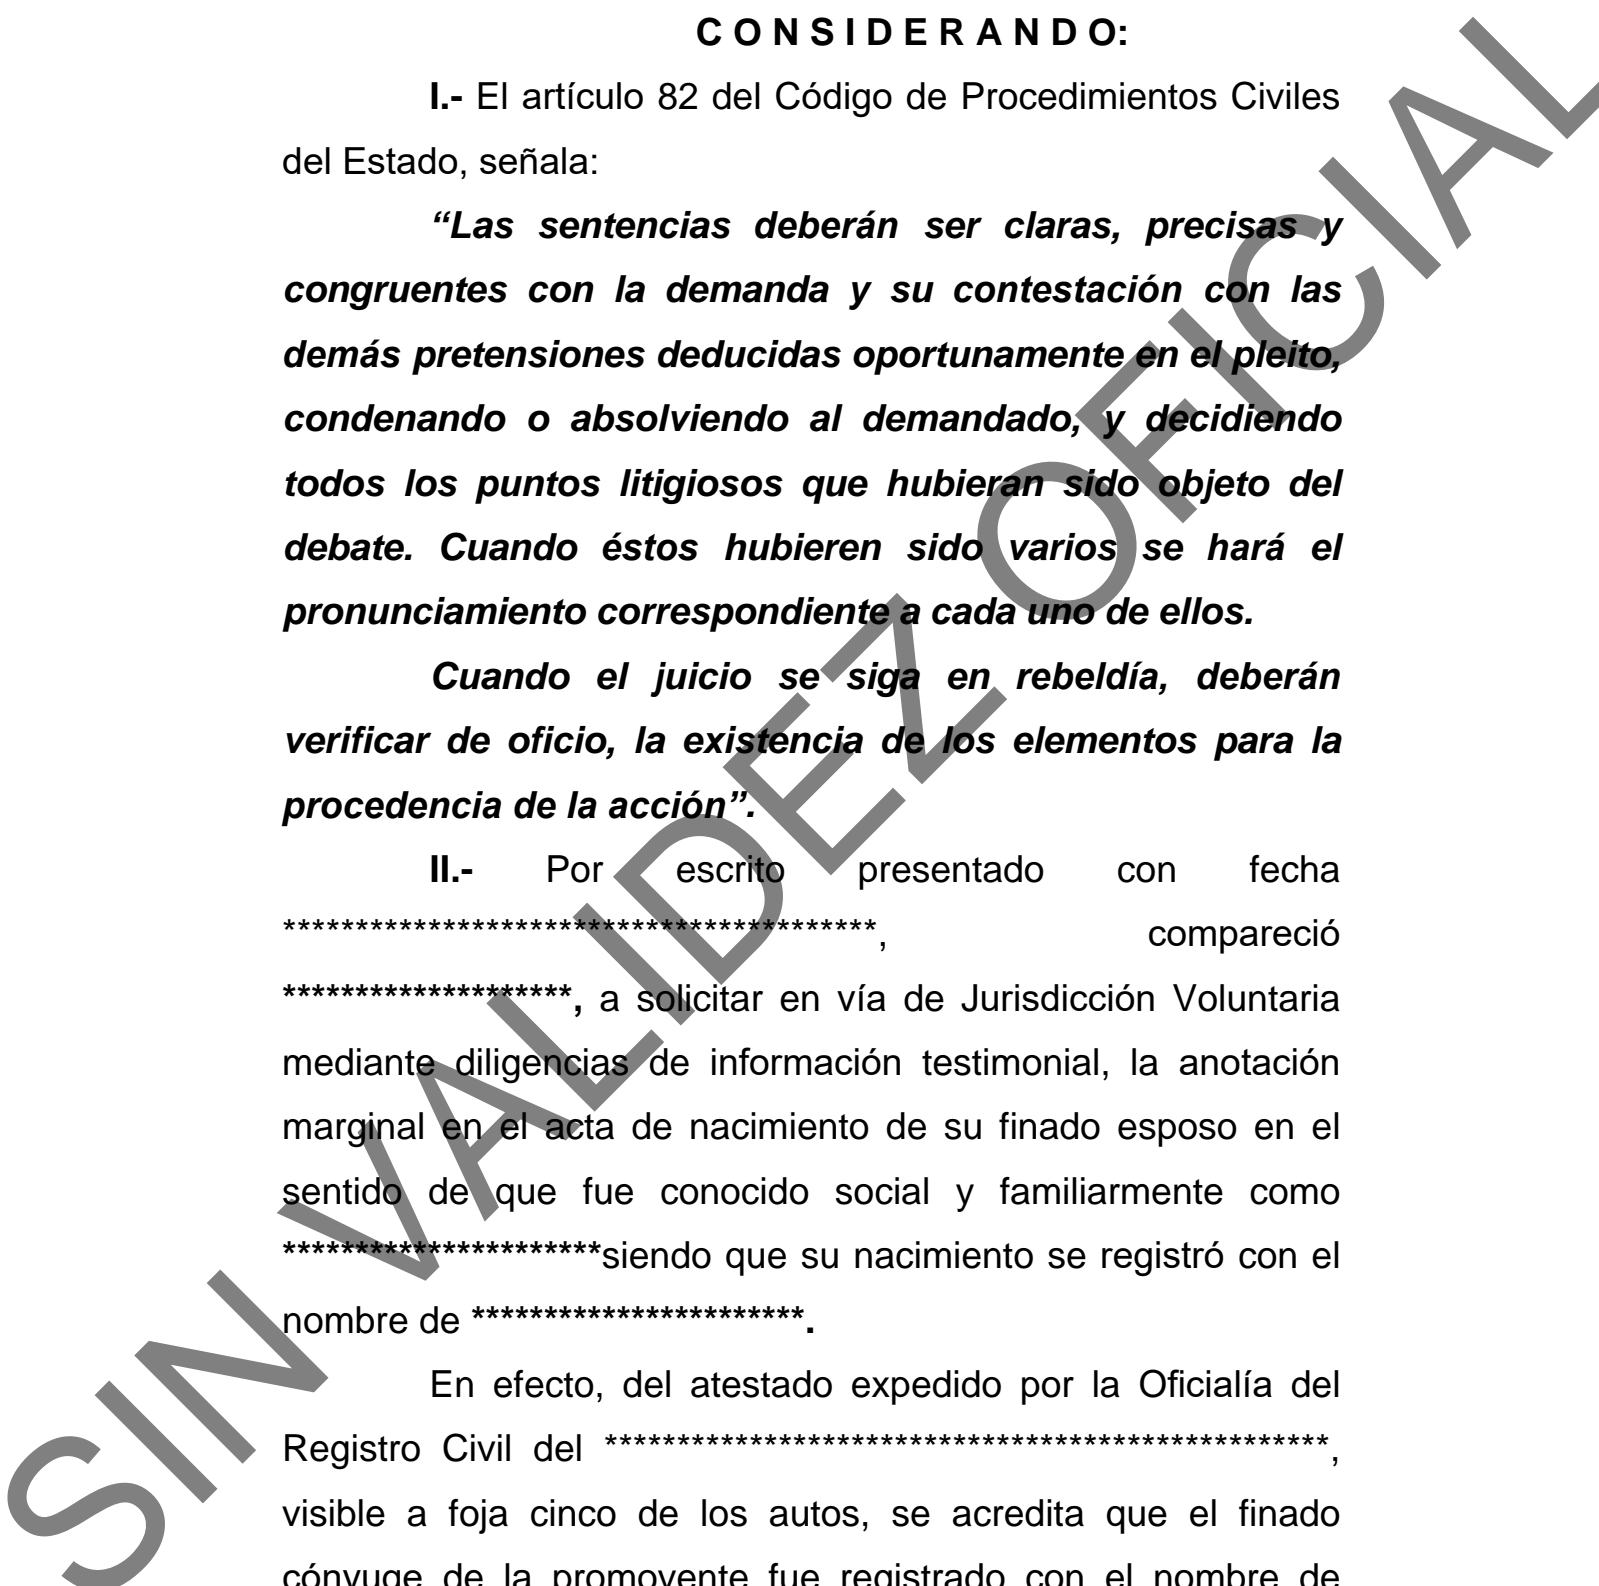 C O N S I D E R A N D O:
I.- El artículo 82 del Código de Procedimientos Civiles
del Estado, señala:
“Las sentencias deberán ser claras, precisas y
congruentes con la demanda y su contestación con las
demás pretensiones deducidas oportunamente en el pleito,
condenando o absolviendo al demandado, y decidiendo
todos los puntos litigiosos que hubieran sido objeto del
debate. Cuando éstos hubieren sido varios se hará el
pronunciamiento correspondiente a cada uno de ellos.
Cuando el juicio se siga en rebeldía, deberán
verificar de oficio, la existencia de los elementos para la
procedencia de la acción”.
II.- Por escrito presentado con fecha
*****************************************, compareció
********************, a solicitar en vía de Jurisdicción Voluntaria
mediante diligencias de información testimonial, la anotación
marginal en el acta de nacimiento de su finado esposo en el
sentido de que fue conocido social y familiarmente como
**********************siendo que su nacimiento se registró con el
nombre de ***********************.
En efecto, del atestado expedido por la Oficialía del
Registro Civil del **************************************************,
visible a foja cinco de los autos, se acredita que el finado
cónyuge de la promovente fue registrado con el nombre de
SIN VALIDEZ OFICIAL